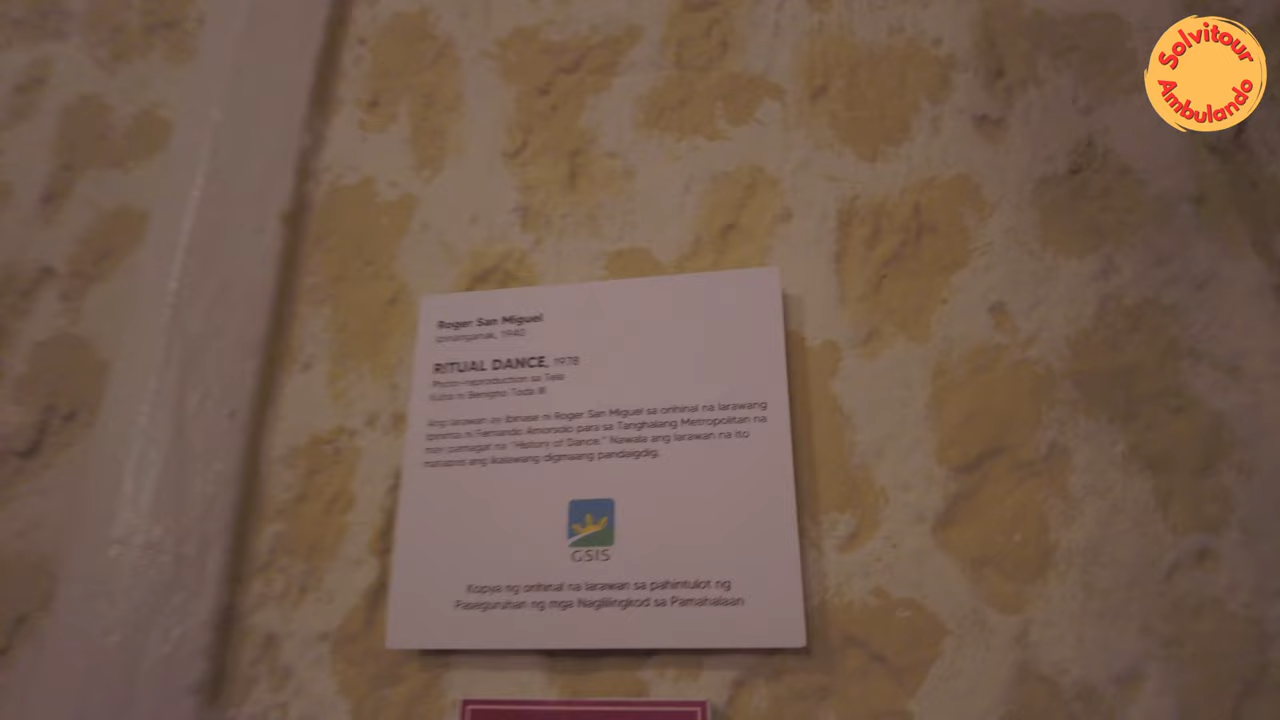 Solvitour
Ambulando
Roger San Miguel
Ipinanganak, 1940
RITUAL DANCE, 1978
Photo-reproduction sa Tela
Kuha ni Benigno Toda III
Ang larawan ay ibinase ni Roger San Miguel sa orihinal na larawang
ipininta ni Fernando Amorsolo para sa Tanghalang Metropolitan na
may pamagat na "History of Dance." Nawala ang larawan na ito
matapos ang ikalawang digmaang pandaigdig.
GSIS
Kopya ng orihinal na larawan sa pahintulot ng
Paseguruhan ng mga Naglilingkod sa Pamahalaan